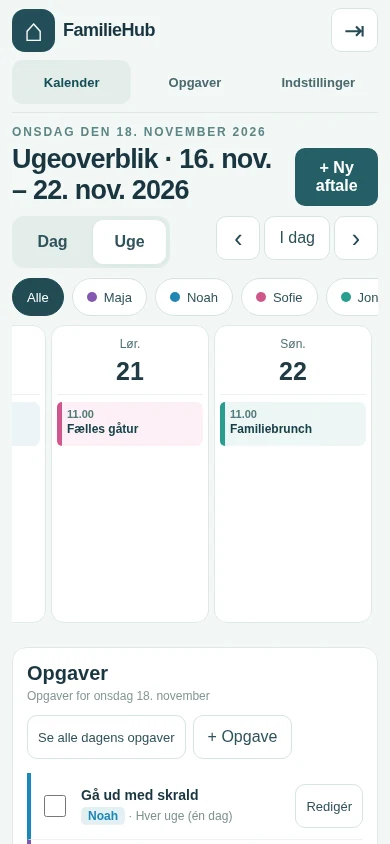 FamilieHub
Kalender Opgaver Indstillinger
ONSDAG DEN 18. NOVEMBER 2026
Ugeoverblik · 16. nov.
– 22. nov. 2026
+ Ny
aftale
Dag Uge
‹ I dag ›
Alle Maja Noah Sofie Jon
Lør. Søn.
21 22
11.00 11.00
Fælles gåtur Familiebrunch
Opgaver
Opgaver for onsdag 18. november
Se alle dagens opgaver + Opgave
Gå ud med skrald
Noah · Hver uge (én dag)
Redigér